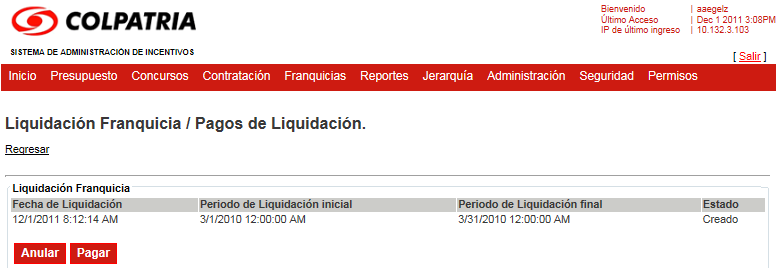 COLPATRIA
Bienvenido | aaegelz
Último Acceso | Dec 1 2011 3:08PM
IP de último ingreso | 10.132.3.103
SISTEMA DE ADMINISTRACIÓN DE INCENTIVOS
[ Salir ]
Inicio Presupuesto Concursos Contratación Franquicias Reportes Jerarquía Administración Seguridad Permisos
Liquidación Franquicia / Pagos de Liquidación.
Regresar
Liquidación Franquicia
Fecha de Liquidación Periodo de Liquidación inicial Periodo de Liquidación final Estado
12/1/2011 8:12:14 AM 3/1/2010 12:00:00 AM 3/31/2010 12:00:00 AM Creado
Anular Pagar